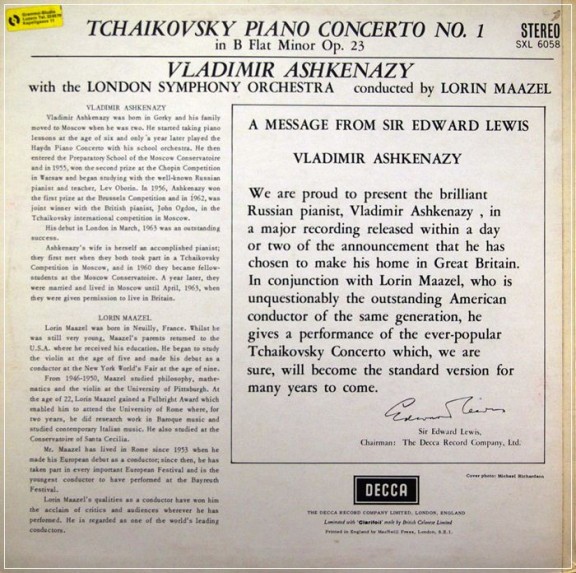 TCHAIKOVSKY PIANO CONCERTO NO. 1
in B Flat Minor Op. 23
STEREO
SXL 6058
VLADIMIR ASHKENAZY
with the LONDON SYMPHONY ORCHESTRA conducted by LORIN MAAZEL
VLADIMIR ASHKENAZY
Vladimir Ashkenazy was born in Gorky and his family
moved to Moscow when he was two. He started taking piano
lessons at the age of six and only a year later played the
Haydn Piano Concerto with his school orchestra. He then
entered the Preparatory School of the Moscow Conservatoire
and in 1955, won the second prize at the Chopin Competition
in Warsaw and began studying with the well-known Russian
pianist and teacher, Lev Oborin. In 1956, Ashkenazy won
the first prize at the Brussels Competition and in 1962, was
joint winner with the British pianist, John Ogdon, in the
Tchaikovsky international competition in Moscow.
His debut in London in March, 1963 was an outstanding
success.
Ashkenazy's wife is herself an accomplished pianist;
they first met when they both took part in a Tchaikovsky
Competition in Moscow, and in 1960 they became fellow-
students at the Moscow Conservatoire. A year later, they
were married and lived in Moscow until April, 1963, when
they were given permission to live in Britain.
LORIN MAAZEL
Lorin Maazel was born in Neuilly, France. Whilst he
was still very young, Maazel's parents returned to the
U.S.A. where he received his education. He began to study
the violin at the age of five and made his debut as a
conductor at the New York World's Fair at the age of nine.
From 1946-1950, Maazel studied philosophy, mathe-
matics and the violin at the University of Pittsburgh. At
the age of 22, Lorin Maazel gained a Fulbright Award which
enabled him to attend the University of Rome where, for
two years, he did research work in Baroque music and
studied contemporary Italian music. He also studied at the
Conservatoire of Santa Cecilia.
Mr. Maazel has lived in Rome since 1953 when he
made his European debut as a conductor; since then, he has
taken part in every important European Festival and is the
youngest conductor to have performed at the Bayreuth
Festival.
Lorin Maazel's qualities as a conductor have won him
the acclaim of critics and audiences wherever he has
performed. He is regarded as one of the world's leading
conductors.
A MESSAGE FROM SIR EDWARD LEWIS
VLADIMIR ASHKENAZY
We are proud to present the brilliant
Russian pianist, Vladimir Ashkenazy , in
a major recording released within a day
or two of the announcement that he has
chosen to make his home in Great Britain.
In conjunction with Lorin Maazel, who is
unquestionably the outstanding American
conductor of the same generation, he
gives a performance of the ever-popular
Tchaikovsky Concerto which, we are
sure, will become the standard version for
many years to come.
Edward Lewis
Sir Edward Lewis,
Chairman: The Decca Record Company, Ltd.
Cover photo: Michael Richardson
DECCA
THE DECCA RECORD COMPANY LIMITED, LONDON, ENGLAND
Laminated with 'Clarifoil' made by British Celanese Limited
Printed in England by MacNeill Press, London, S.E.1.